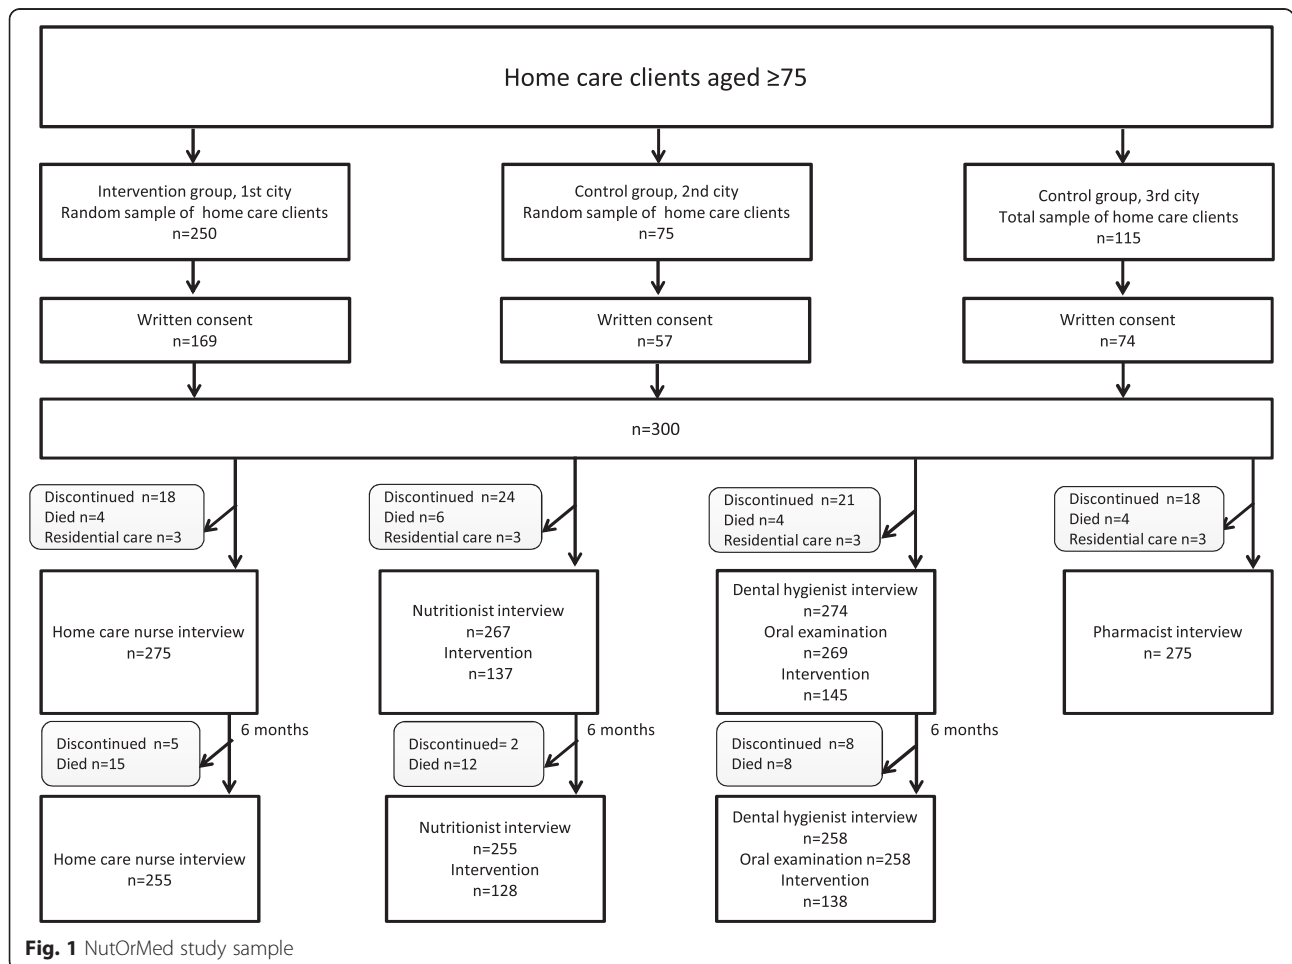 Home care clients aged ≥75
Intervention group, 1st city
Random sample of home care clients
n=250
Control group, 2nd city
Random sample of home care clients
n=75
Control group, 3rd city
Total sample of home care clients
n=115
Written consent
n=169
Written consent
n=57
Written consent
n=74
n=300
Discontinued n=18
Died n=4
Residential care n=3
Discontinued n=24
Died n=6
Residential care n=3
Discontinued n=21
Died n=4
Residential care n=3
Discontinued n=18
Died n=4
Residential care n=3
Home care nurse interview
n=275
Nutritionist interview
n=267
Intervention
n=137
Dental hygienist interview
n=274
Oral examination
n=269
Intervention
n=145
Pharmacist interview
n= 275
6 months
Discontinued n=5
Died n=15
6 months
Discontinued= 2
Died n=12
6 months
Discontinued n=8
Died n=8
Home care nurse interview
n=255
Nutritionist interview
n=255
Intervention
n=128
Dental hygienist interview
n=258
Oral examination n=258
Intervention
n=138
Fig. 1 NutOrMed study sample